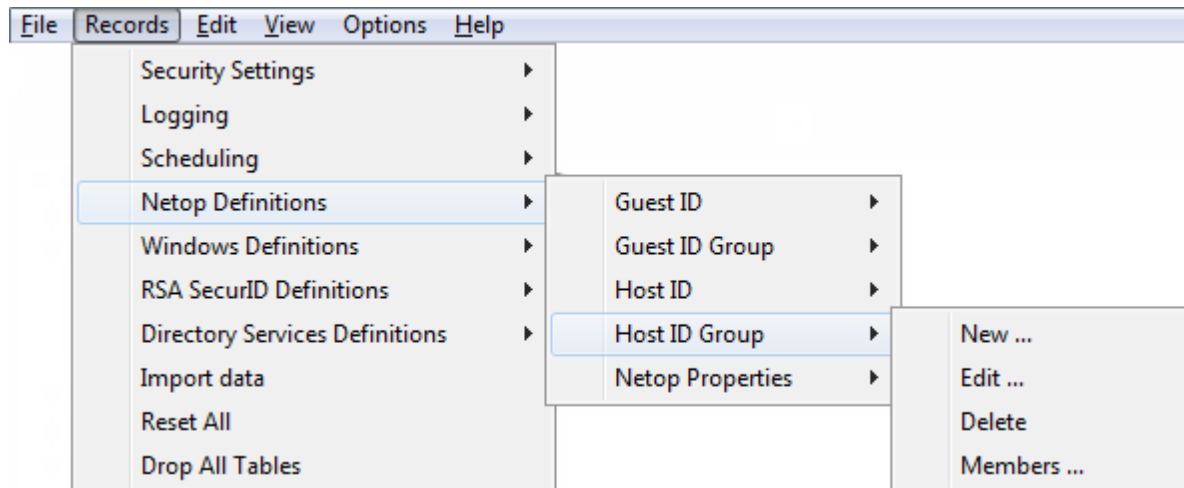 File Records Edit View Options Help
Security Settings
Logging
Scheduling
Netop Definitions
Windows Definitions
RSA SecurID Definitions
Directory Services Definitions
Import data
Reset All
Drop All Tables
Guest ID
Guest ID Group
Host ID
Host ID Group
Netop Properties
New ...
Edit ...
Delete
Members ...